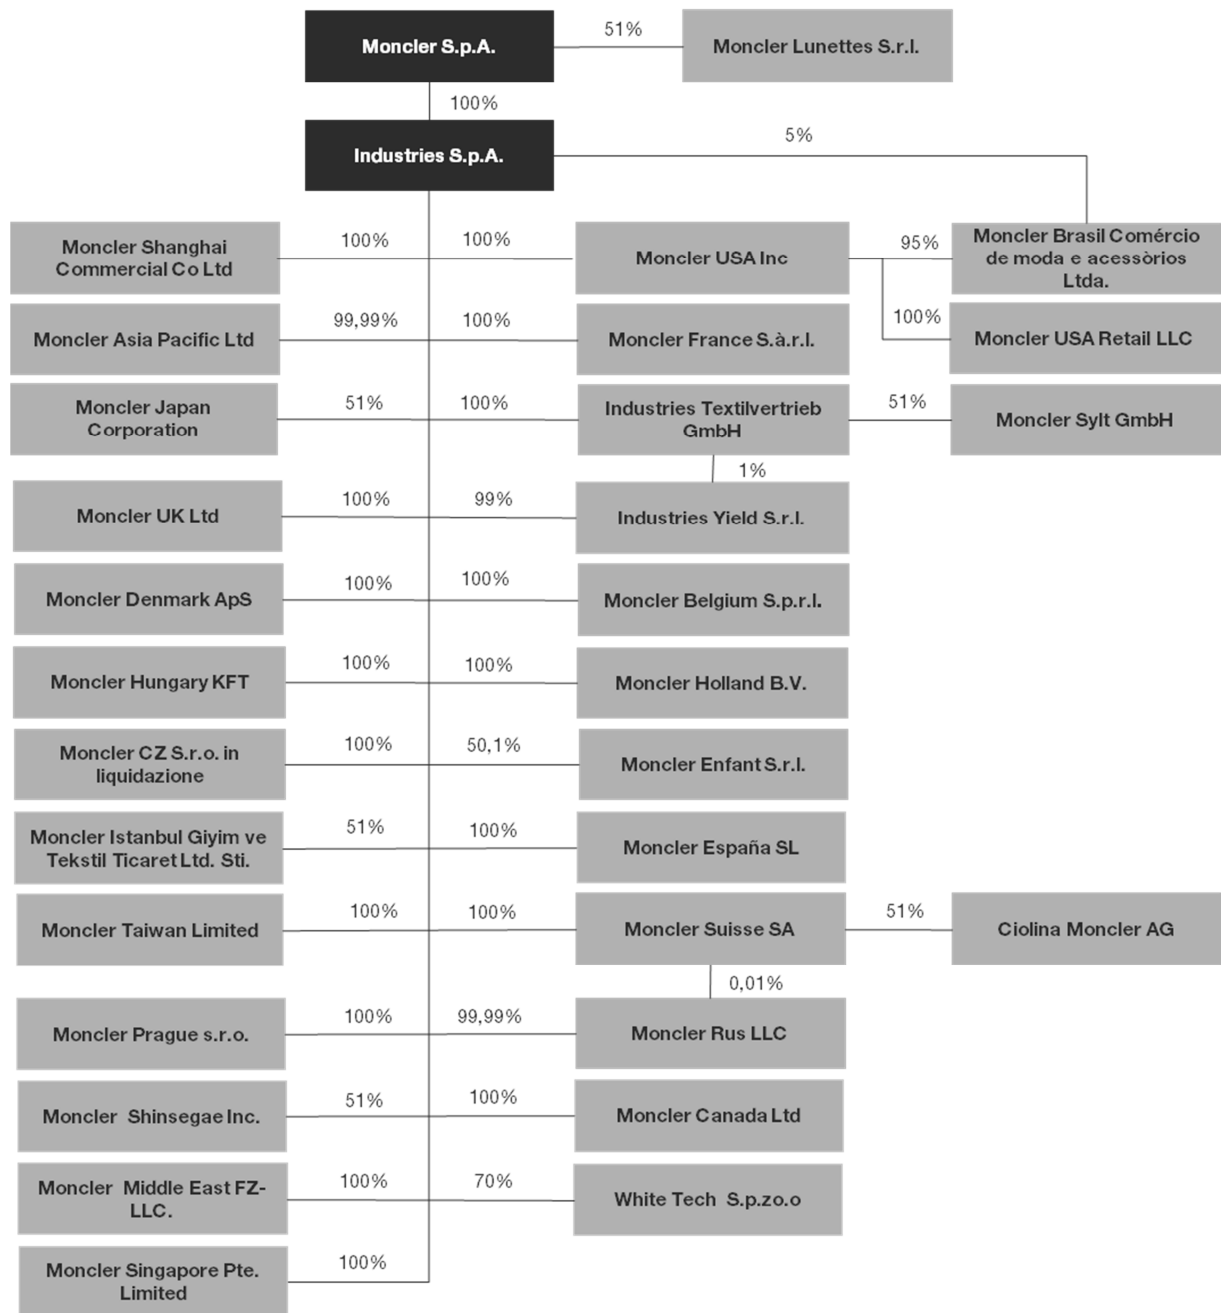 Moncler S.p.A.
51%
Moncler Lunettes S.r.l.
100%
Industries S.p.A.
5%
Moncler Shanghai
Commercial Co Ltd
100%
100%
Moncler USA Inc
95%
Moncler Brasil Comércio
de moda e acessòrios
Ltda.
Moncler Asia Pacific Ltd
99,99%
100%
Moncler France S.à.r.l.
100%
Moncler USA Retail LLC
Moncler Japan
Corporation
51%
100%
Industries Textilvertrieb
GmbH
51%
Moncler Sylt GmbH
1%
Moncler UK Ltd
100%
99%
Industries Yield S.r.l.
Moncler Denmark ApS
100%
100%
Moncler Belgium S.p.r.l.
Moncler Hungary KFT
100%
100%
Moncler Holland B.V.
Moncler CZ S.r.o. in
liquidazione
100%
50,1%
Moncler Enfant S.r.l.
Moncler Istanbul Giyim ve
Tekstil Ticaret Ltd. Sti.
51%
100%
Moncler España SL
Moncler Taiwan Limited
100%
100%
Moncler Suisse SA
51%
Ciolina Moncler AG
0,01%
Moncler Prague s.r.o.
100%
99,99%
Moncler Rus LLC
Moncler Shinsegae Inc.
51%
100%
Moncler Canada Ltd
Moncler Middle East FZ-
LLC.
100%
70%
White Tech S.p.zo.o
Moncler Singapore Pte.
Limited
100%